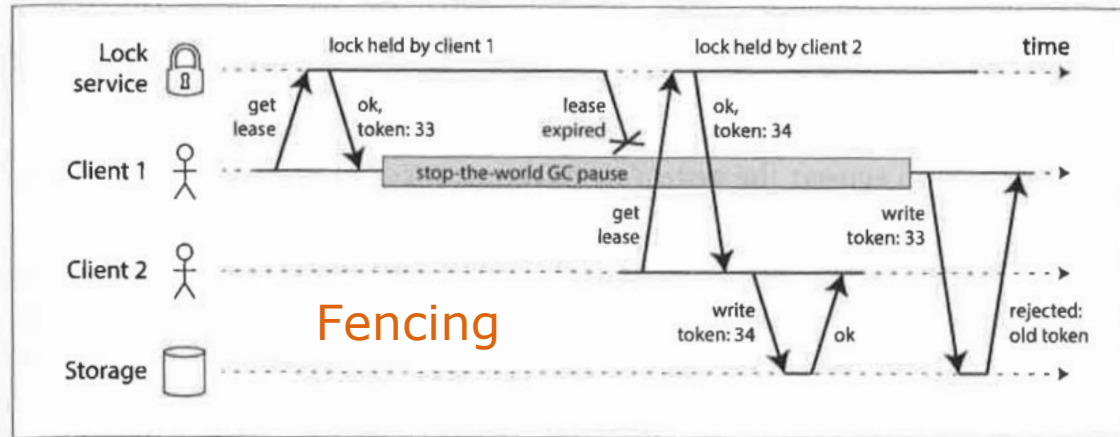 lock held by client 1
lock held by client 2
time
Lock
service
get
lease
ok,
token: 33
lease
expired
ok,
token: 34
Client 1
stop-the-world GC pause
get
lease
write
token: 33
Client 2
Fencing
write
token: 34
ok
rejected:
old token
Storage